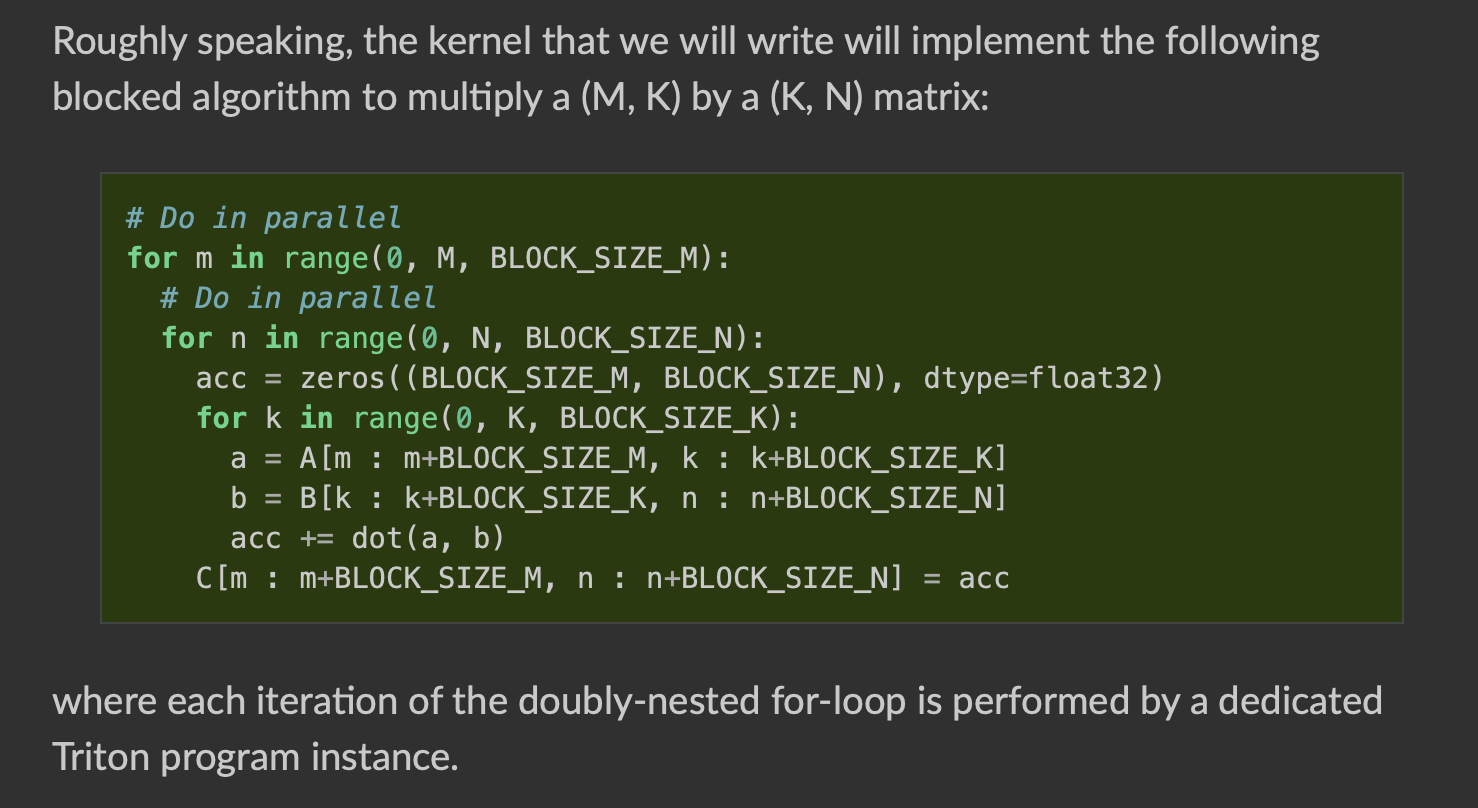 Roughly speaking, the kernel that we will write will implement the following
blocked algorithm to multiply a (M, K) by a (K, N) matrix:
# Do in parallel
for m in range(0, M, BLOCK_SIZE_M):
  # Do in parallel
  for n in range(0, N, BLOCK_SIZE_N):
    acc = zeros((BLOCK_SIZE_M, BLOCK_SIZE_N), dtype=float32)
    for k in range(0, K, BLOCK_SIZE_K):
      a = A[m : m+BLOCK_SIZE_M, k : k+BLOCK_SIZE_K]
      b = B[k : k+BLOCK_SIZE_K, n : n+BLOCK_SIZE_N]
      acc += dot(a, b)
    C[m : m+BLOCK_SIZE_M, n : n+BLOCK_SIZE_N] = acc
where each iteration of the doubly-nested for-loop is performed by a dedicated
Triton program instance.